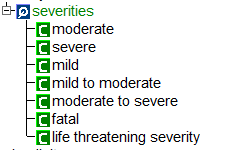 severities
moderate
severe
mild
mild to moderate
moderate to severe
fatal
life threatening severity